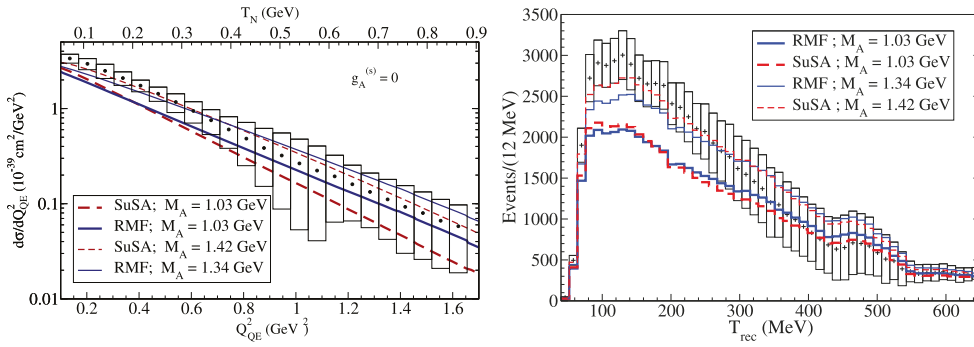 T_N (GeV)
0.1 0.2 0.3 0.4 0.5 0.6 0.7 0.8 0.9
dσ/dQ²_QE (10⁻³⁹ cm²/GeV²)
1
0.1
0.01
g_A^(s) = 0
SuSA; M_A = 1.03 GeV
RMF; M_A = 1.03 GeV
SuSA; M_A = 1.42 GeV
RMF; M_A = 1.34 GeV
0.2 0.4 0.6 0.8 1 1.2 1.4 1.6
Q²_QE (GeV²)
Events/(12 MeV)
3500
3000
2500
2000
1500
1000
500
0
RMF ; M_A = 1.03 GeV
SuSA ; M_A = 1.03 GeV
RMF ; M_A = 1.34 GeV
SuSA ; M_A = 1.42 GeV
100 200 300 400 500 600
T_rec (MeV)